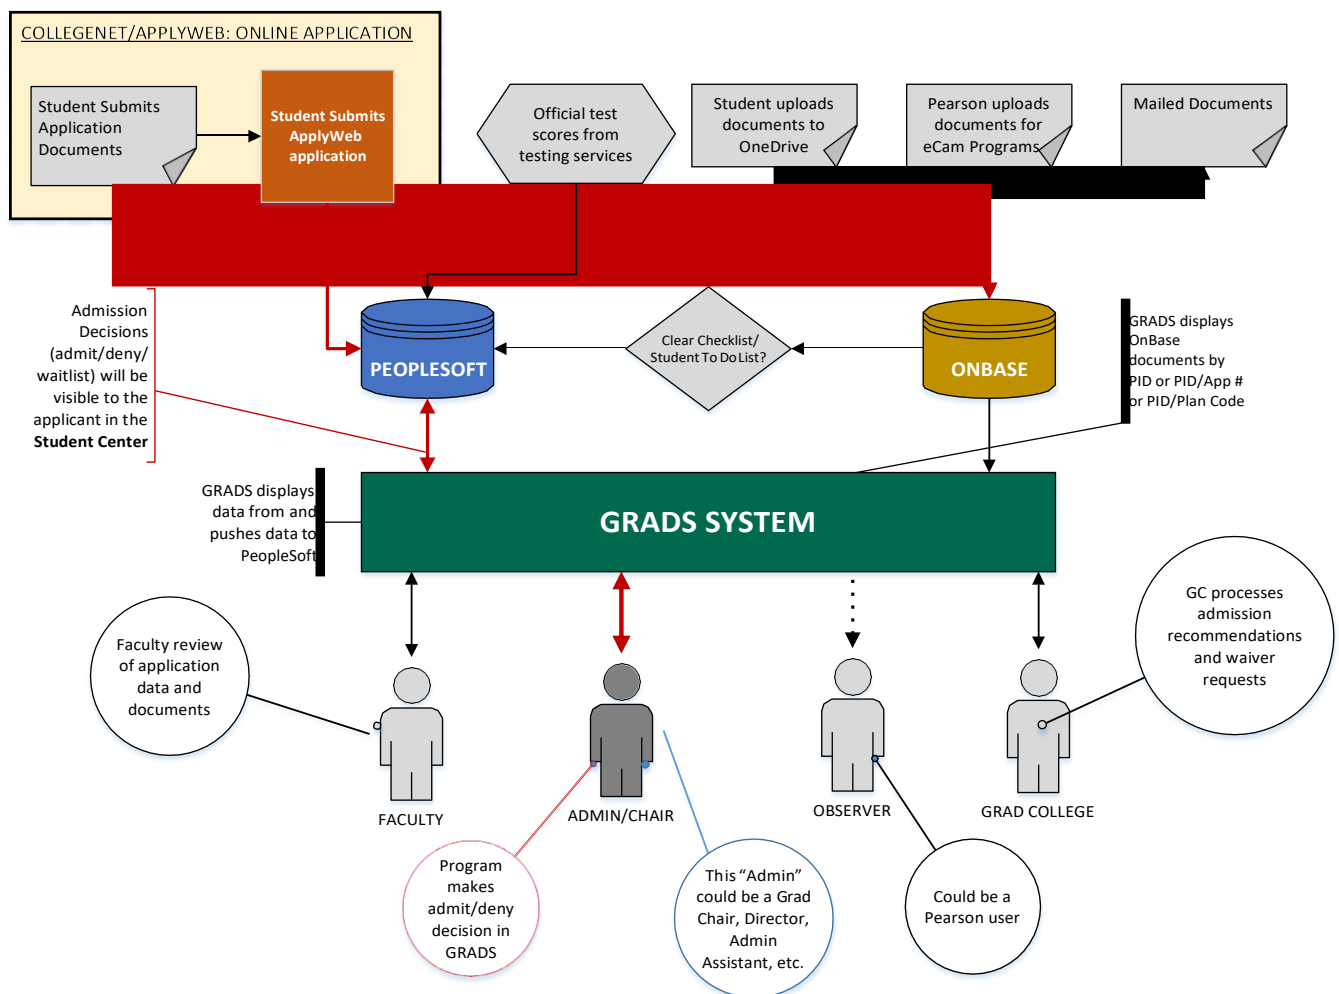 COLLEGENET/APPLYWEB: ONLINE APPLICATION
Student Submits
Application
Documents
Student Submits
ApplyWeb
application
Official test
scores from
testing services
Student uploads
documents to
OneDrive
Pearson uploads
documents for
eCam Programs
Mailed Documents
Admission
Decisions
(admit/deny/
waitlist) will be
visible to the
applicant in the
Student Center
PEOPLESOFT
Clear Checklist/
Student To Do List?
ONBASE
GRADS displays
OnBase
documents by
PID or PID/App #
or PID/Plan Code
GRADS displays
data from and
pushes data to
PeopleSoft
GRADS SYSTEM
Faculty review
of application
data and
documents
GC processes
admission
recommendations
and waiver
requests
FACULTY
ADMIN/CHAIR
OBSERVER
GRAD COLLEGE
Program
makes
admit/deny
decision in
GRADS
This “Admin”
could be a Grad
Chair, Director,
Admin
Assistant, etc.
Could be a
Pearson user